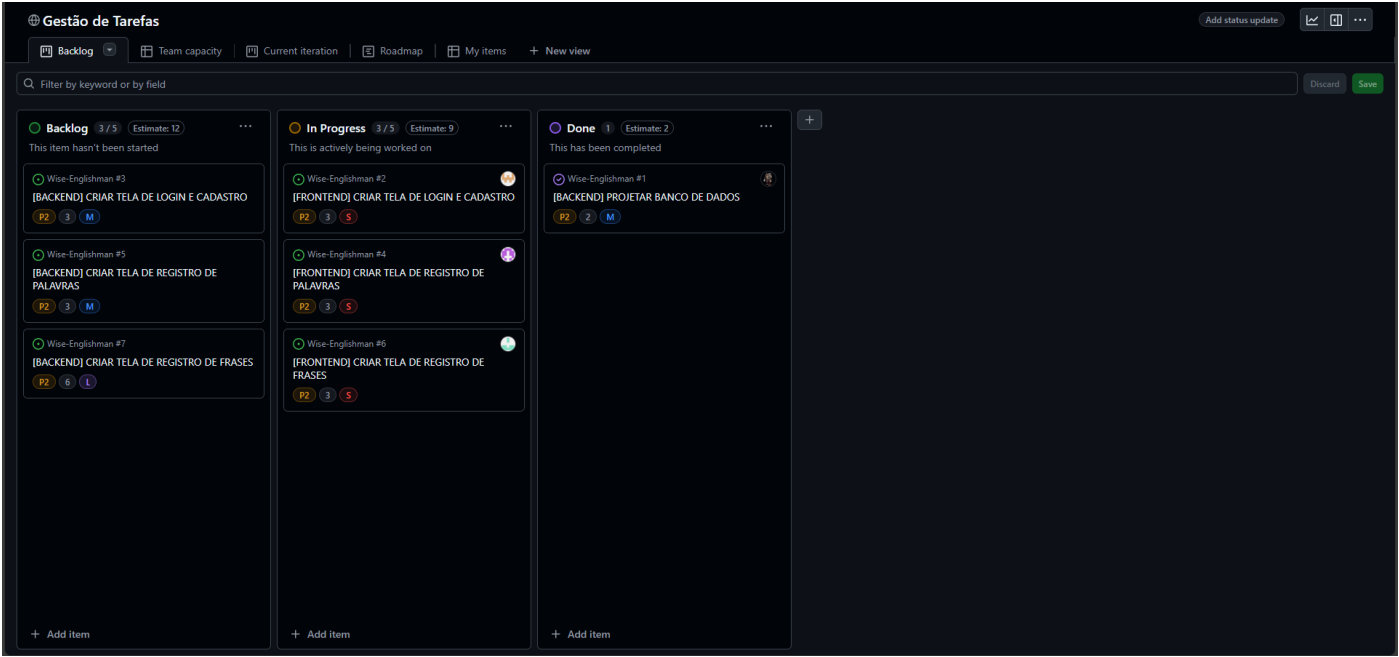 Gestão de Tarefas
Add status update
Backlog
Team capacity
Current iteration
Roadmap
My items
New view
Filter by keyword or by field
Discard
Save
Backlog 3 / 5 Estimate: 12
This item hasn't been started
Wise-Englishman #3
[BACKEND] CRIAR TELA DE LOGIN E CADASTRO
P2 3 M
Wise-Englishman #5
[BACKEND] CRIAR TELA DE REGISTRO DE
PALAVRAS
P2 3 M
Wise-Englishman #7
[BACKEND] CRIAR TELA DE REGISTRO DE FRASES
P2 6 L
Add item
In Progress 3 / 5 Estimate: 9
This is actively being worked on
Wise-Englishman #2
[FRONTEND] CRIAR TELA DE LOGIN E CADASTRO
P2 3 S
Wise-Englishman #4
[FRONTEND] CRIAR TELA DE REGISTRO DE
PALAVRAS
P2 3 S
Wise-Englishman #6
[FRONTEND] CRIAR TELA DE REGISTRO DE
FRASES
P2 3 S
Add item
Done 1 Estimate: 2
This has been completed
Wise-Englishman #1
[BACKEND] PROJETAR BANCO DE DADOS
P2 2 M
Add item